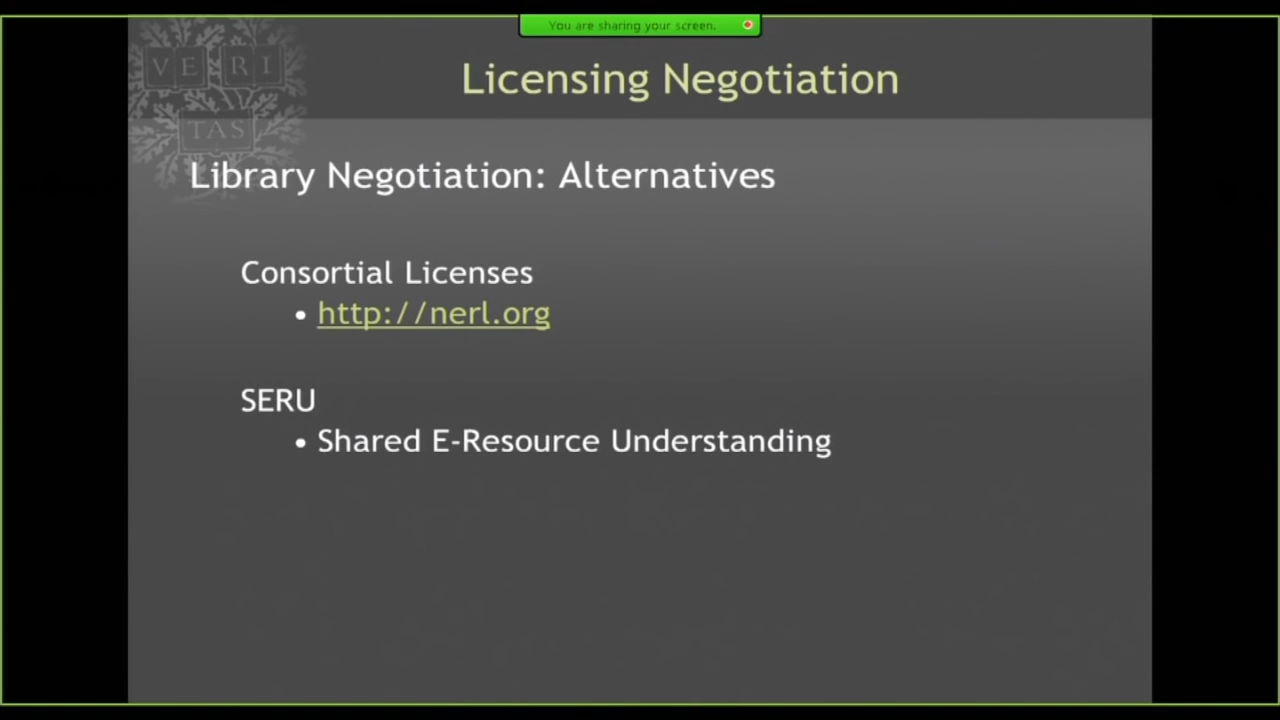 You are sharing your screen.
VE RI
TAS
Licensing Negotiation
Library Negotiation: Alternatives
Consortial Licenses
• http://nerl.org
SERU
• Shared E-Resource Understanding